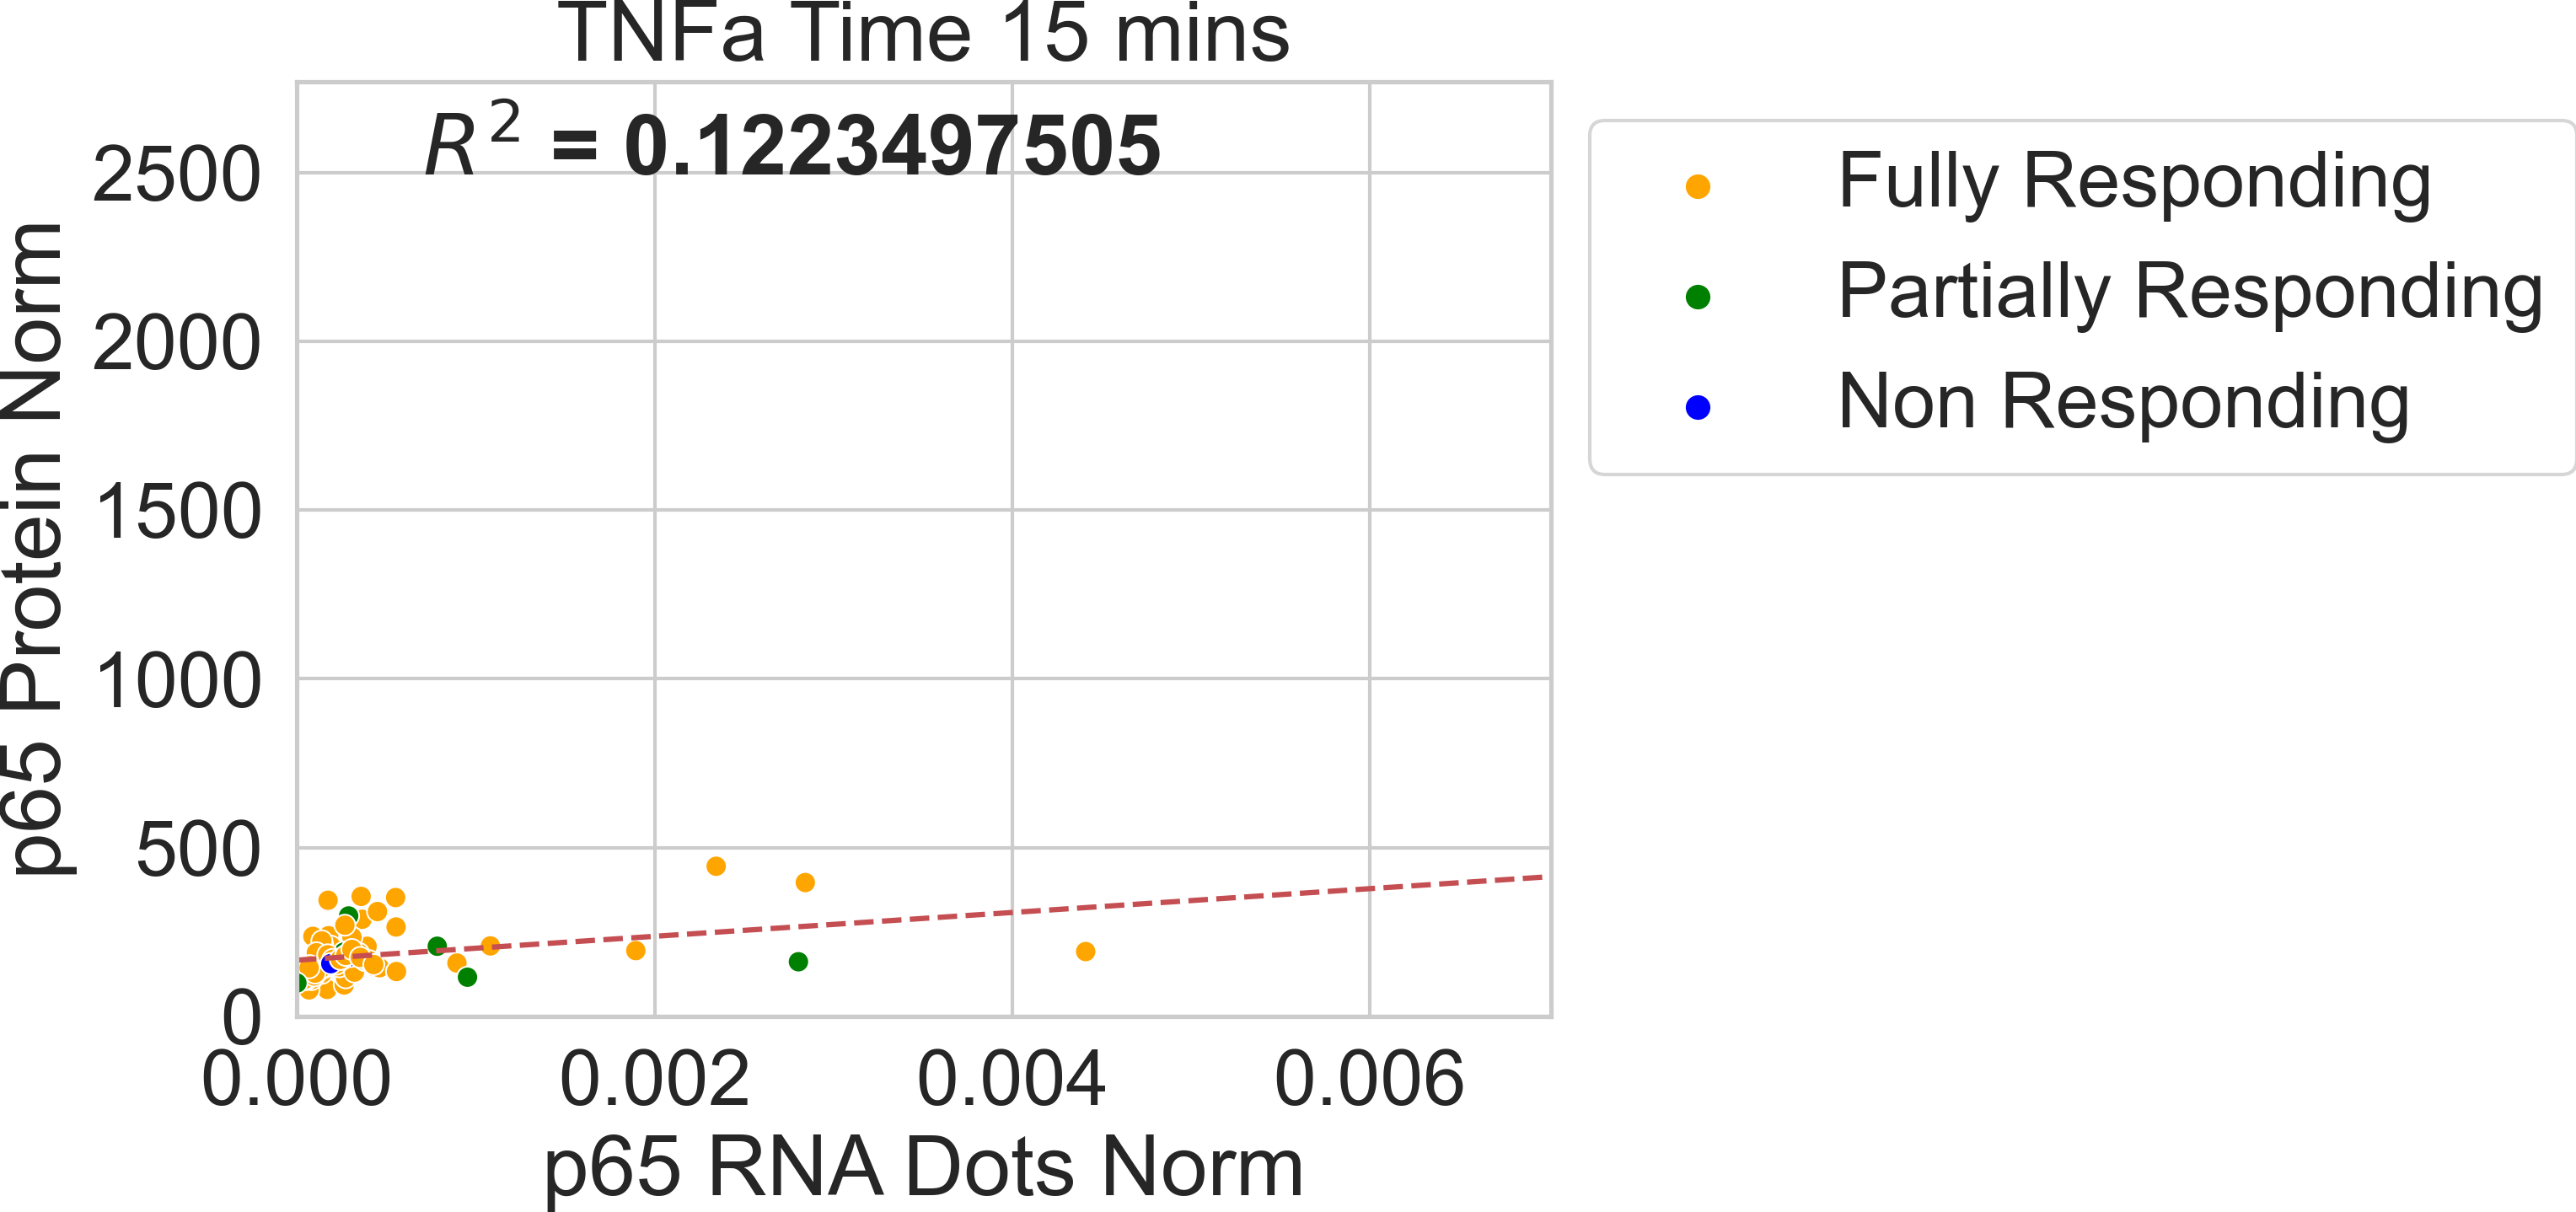 TNFa Time 15 mins
R² = 0.1223497505
p65 Protein Norm
2500
2000
1500
1000
500
0
0.000 0.002 0.004 0.006
p65 RNA Dots Norm
Fully Responding
Partially Responding
Non Responding